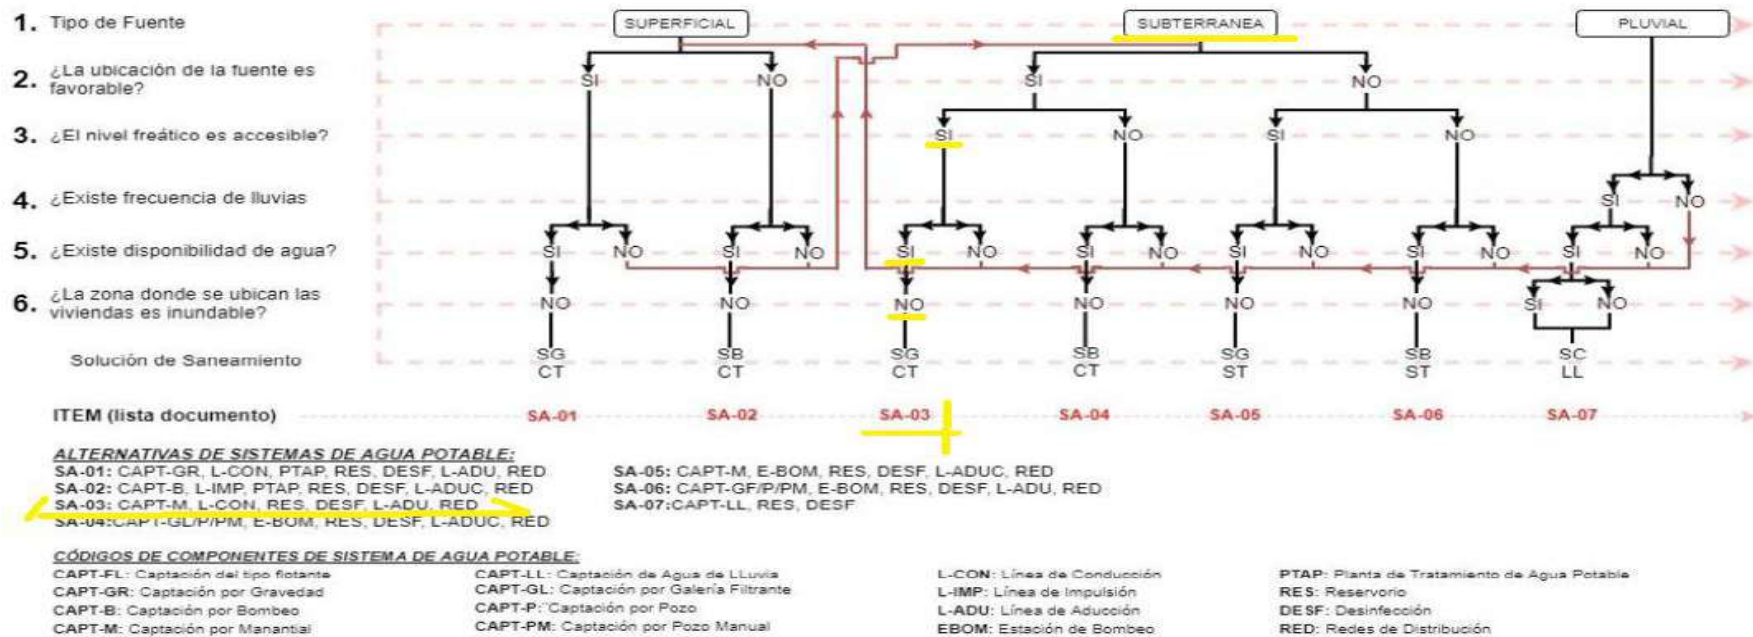 1. Tipo de Fuente SUPERFICIAL SUBTERRANEA PLUVIAL
2. ¿La ubicación de la fuente es
favorable?
SI NO SI NO
3. ¿El nivel freático es accesible? SI NO SI NO
4. ¿Existe frecuencia de lluvias SI NO
5. ¿Existe disponibilidad de agua? SI NO SI NO SI NO SI NO SI NO SI NO SI NO
6. ¿La zona donde se ubican las
viviendas es inundable?
NO NO NO NO NO NO SI NO
Solución de Saneamiento
SG SB SG SB SG SB SC
CT CT CT CT ST ST LL
ITEM (lista documento) SA-01 SA-02 SA-03 SA-04 SA-05 SA-06 SA-07
ALTERNATIVAS DE SISTEMAS DE AGUA POTABLE:
SA-01: CAPT-GR, L-CON, PTAP, RES, DESF, L-ADU, RED
SA-02: CAPT-B, L-IMP, PTAP, RES, DESF, L-ADUC, RED
SA-03: CAPT-M, L-CON, RES, DESF, L-ADU, RED
SA-04:CAPT-GL/P/PM, E-BOM, RES, DESF, L-ADUC, RED
SA-05: CAPT-M, E-BOM, RES, DESF, L-ADUC, RED
SA-06: CAPT-GF/P/PM, E-BOM, RES, DESF, L-ADU, RED
SA-07:CAPT-LL, RES, DESF
CÓDIGOS DE COMPONENTES DE SISTEMA DE AGUA POTABLE:
CAPT-FL: Captación del tipo flotante
CAPT-GR: Captación por Gravedad
CAPT-B: Captación por Bombeo
CAPT-M: Captación por Manantial
CAPT-LL: Captación de Agua de LLuvia
CAPT-GL: Captación por Galería Filtrante
CAPT-P: Captación por Pozo
CAPT-PM: Captación por Pozo Manual
L-CON: Línea de Conducción
L-IMP: Línea de Impulsión
L-ADU: Línea de Aducción
EBOM: Estación de Bombeo
PTAP: Planta de Tratamiento de Agua Potable
RES: Reservorio
DESF: Desinfección
RED: Redes de Distribución